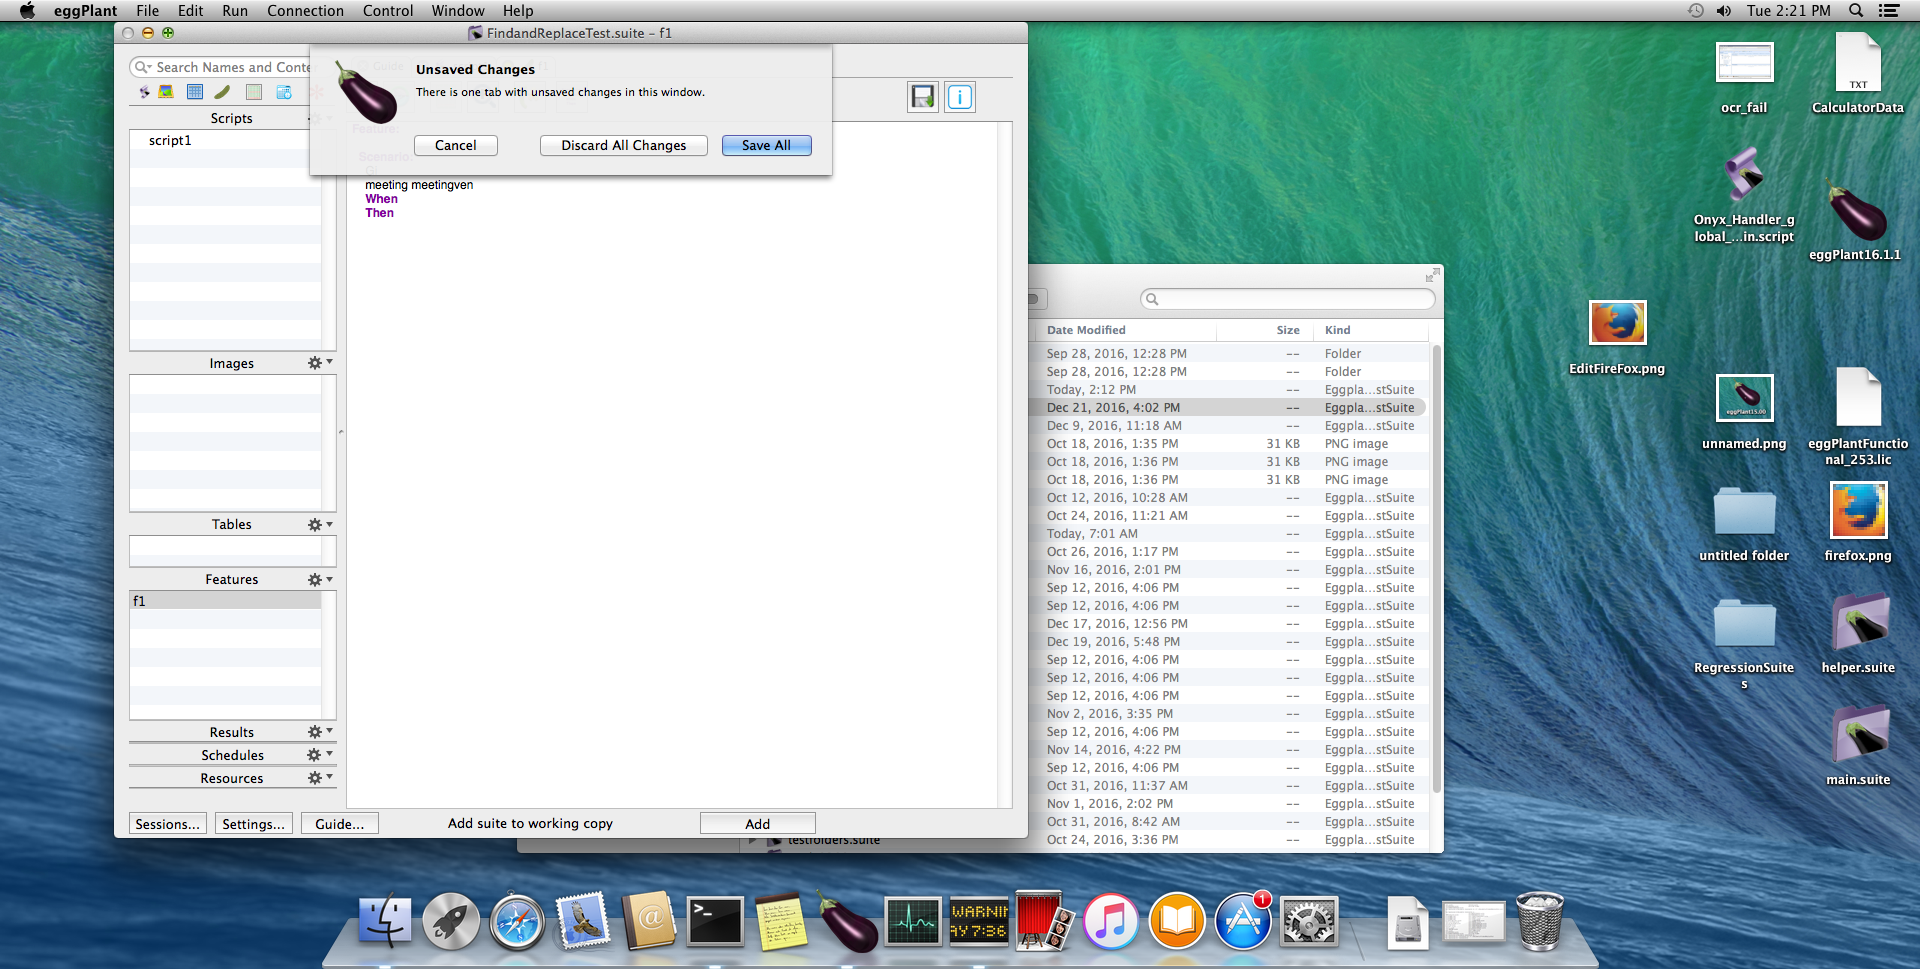 eggPlant File Edit Run Connection Control Window Help
Tue 2:21 PM
FindandReplaceTest.suite – f1
Search Names and Conte
Unsaved Changes
There is one tab with unsaved changes in this window.
Cancel
Discard All Changes
Save All
Scripts
script1
Feature:
Scenario:
meeting meetingven
When
Then
Images
Tables
Features
f1
Results
Schedules
Resources
Sessions...
Settings...
Guide...
Add suite to working copy
Add
testfolders.suite
Date Modified Size Kind
Sep 28, 2016, 12:28 PM -- Folder
Sep 28, 2016, 12:28 PM -- Folder
Today, 2:12 PM -- Eggpla...stSuite
Dec 21, 2016, 4:02 PM -- Eggpla...stSuite
Dec 9, 2016, 11:18 AM -- Eggpla...stSuite
Oct 18, 2016, 1:35 PM 31 KB PNG image
Oct 18, 2016, 1:36 PM 31 KB PNG image
Oct 18, 2016, 1:36 PM 31 KB PNG image
Oct 12, 2016, 10:28 AM -- Eggpla...stSuite
Oct 24, 2016, 11:21 AM -- Eggpla...stSuite
Today, 7:01 AM -- Eggpla...stSuite
Oct 26, 2016, 1:17 PM -- Eggpla...stSuite
Nov 16, 2016, 2:01 PM -- Eggpla...stSuite
Sep 12, 2016, 4:06 PM -- Eggpla...stSuite
Sep 12, 2016, 4:06 PM -- Eggpla...stSuite
Dec 17, 2016, 12:56 PM -- Eggpla...stSuite
Dec 19, 2016, 5:48 PM -- Eggpla...stSuite
Sep 12, 2016, 4:06 PM -- Eggpla...stSuite
Sep 12, 2016, 4:06 PM -- Eggpla...stSuite
Sep 12, 2016, 4:06 PM -- Eggpla...stSuite
Nov 2, 2016, 3:35 PM -- Eggpla...stSuite
Sep 12, 2016, 4:06 PM -- Eggpla...stSuite
Nov 14, 2016, 4:22 PM -- Eggpla...stSuite
Sep 12, 2016, 4:06 PM -- Eggpla...stSuite
Oct 31, 2016, 11:37 AM -- Eggpla...stSuite
Nov 1, 2016, 2:02 PM -- Eggpla...stSuite
Oct 31, 2016, 8:42 AM -- Eggpla...stSuite
Oct 24, 2016, 3:36 PM -- Eggpla...stSuite
ocr_fail
TXT
CalculatorData
Onyx_Handler_g
lobal_...in.script
eggPlant16.1.1
EditFireFox.png
eggPlant15.00
unnamed.png
eggPlantFunctio
nal_253.lic
untitled folder
firefox.png
RegressionSuite
s
helper.suite
main.suite
WARNIN
AY 7:36
1